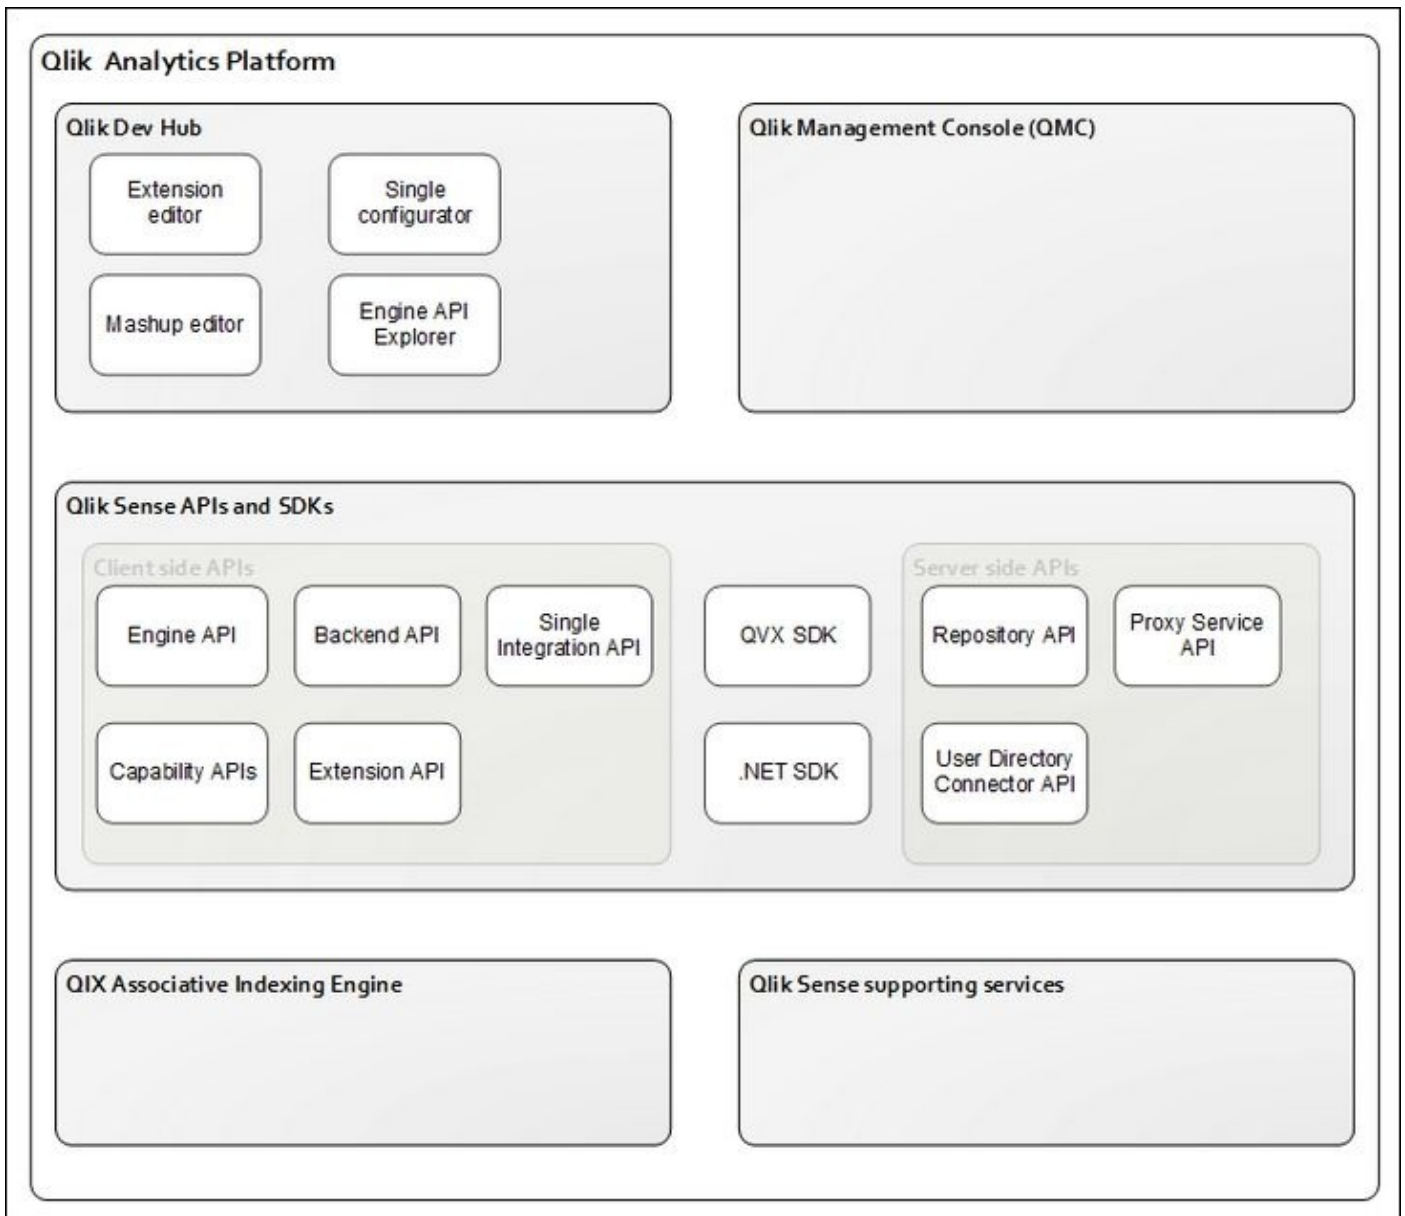 Qlik Analytics Platform
Qlik Dev Hub
Extension
editor
Single
configurator
Mashup editor
Engine API
Explorer
Qlik Management Console (QMC)
Qlik Sense APIs and SDKs
Client side APIs
Engine API
Backend API
Single
Integration API
Capability APIs
Extension API
QVX SDK
.NET SDK
Server side APIs
Repository API
Proxy Service
API
User Directory
Connector API
QIX Associative Indexing Engine
Qlik Sense supporting services